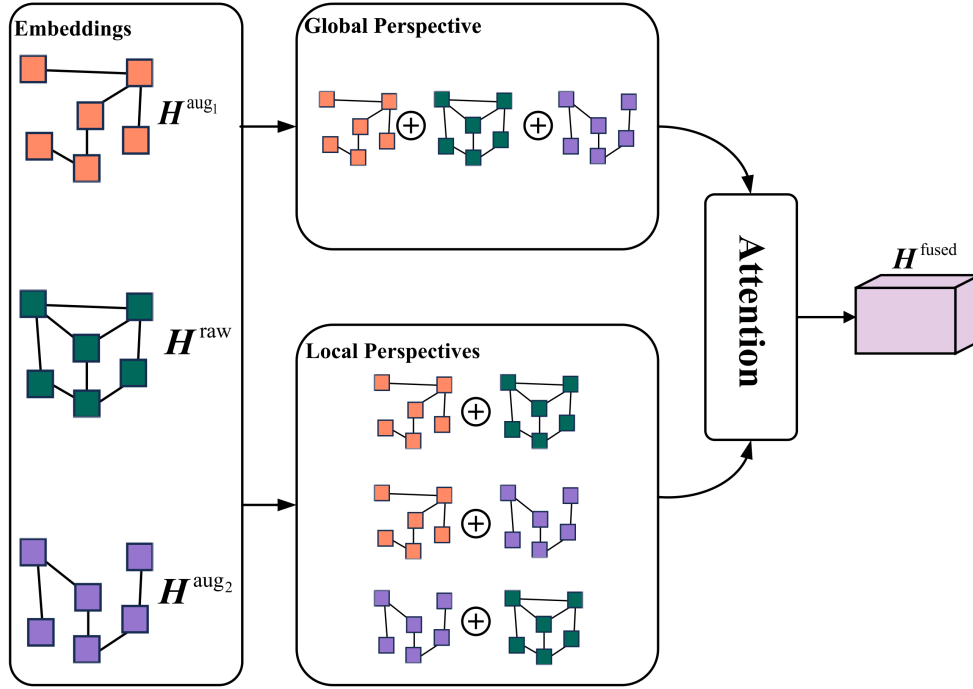 Embeddings
H^aug₁
H^raw
H^aug₂
Global Perspective
Local Perspectives
Attention
H^fused